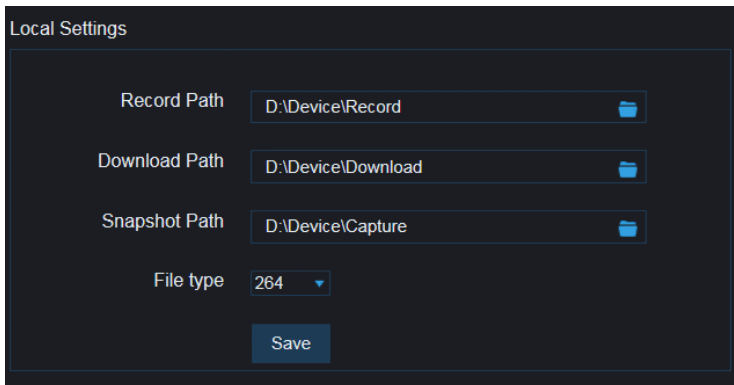 Local Settings
Record Path D:\Device\Record
Download Path D:\Device\Download
Snapshot Path D:\Device\Capture
File type 264
Save